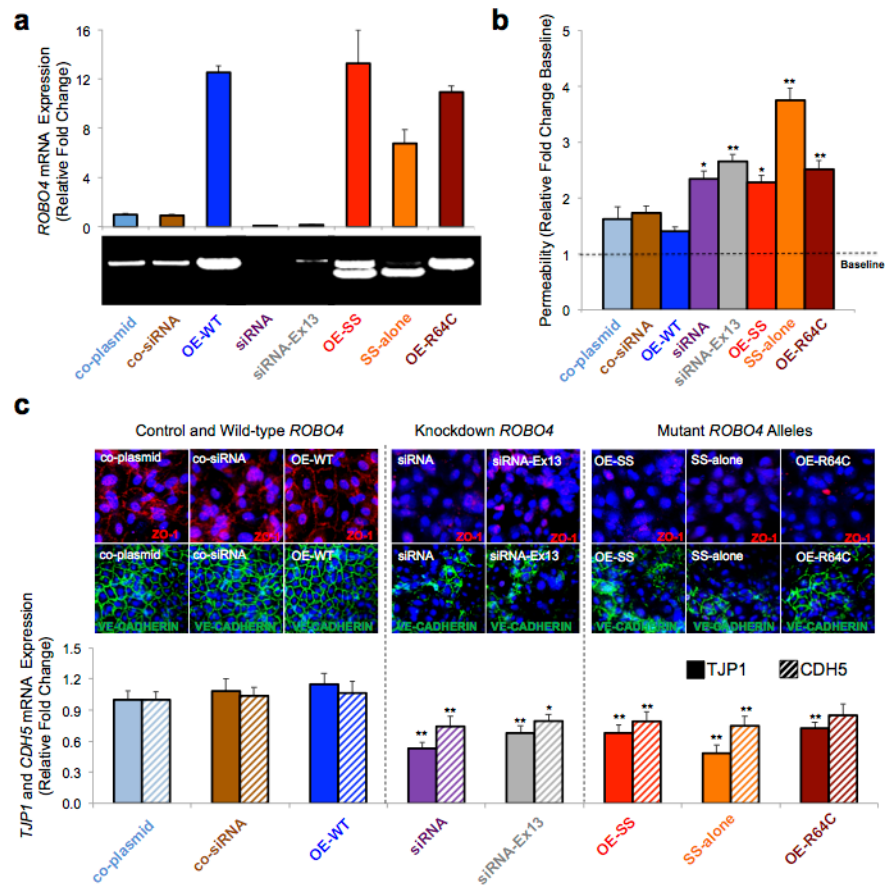 a
ROBO4 mRNA Expression
(Relative Fold Change)
16
12
8
4
0
co-plasmid
co-siRNA
OE-WT
siRNA
siRNA-Ex13
OE-SS
SS-alone
OE-R64C
b
Permeability (Relative Fold Change Baseline)
5
4
3
2
1
0
* ** * ** **
Baseline
co-plasmid
co-siRNA
OE-WT
siRNA
siRNA-Ex13
OE-SS
SS-alone
OE-R64C
c
Control and Wild-type ROBO4
Knockdown ROBO4
Mutant ROBO4 Alleles
co-plasmid co-siRNA OE-WT siRNA siRNA-Ex13 OE-SS SS-alone OE-R64C
ZO-1 ZO-1 ZO-1 ZO-1 ZO-1 ZO-1 ZO-1 ZO-1
co-plasmid co-siRNA OE-WT siRNA siRNA-Ex13 OE-SS SS-alone OE-R64C
VE-CADHERIN VE-CADHERIN VE-CADHERIN VE-CADHERIN VE-CADHERIN VE-CADHERIN VE-CADHERIN VE-CADHERIN
TJP1 and CDH5 mRNA Expression
(Relative Fold Change)
1.5
1.2
0.9
0.6
0.3
0.0
TJP1 CDH5
** ** ** * ** ** ** ** **
co-plasmid
co-siRNA
OE-WT
siRNA
siRNA-Ex13
OE-SS
SS-alone
OE-R64C